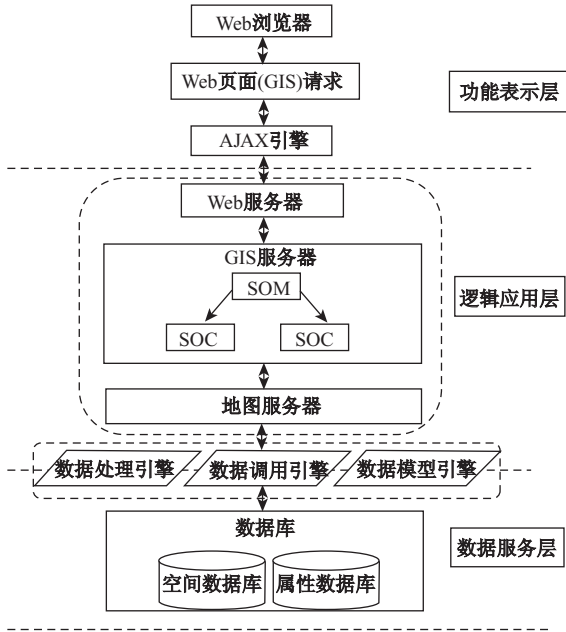 Web浏览器
Web页面(GIS)请求
功能表示层
AJAX引擎
Web服务器
GIS服务器
SOM
逻辑应用层
SOC SOC
地图服务器
数据处理引擎 数据调用引擎 数据模型引擎
数据库
数据服务层
空间数据库 属性数据库